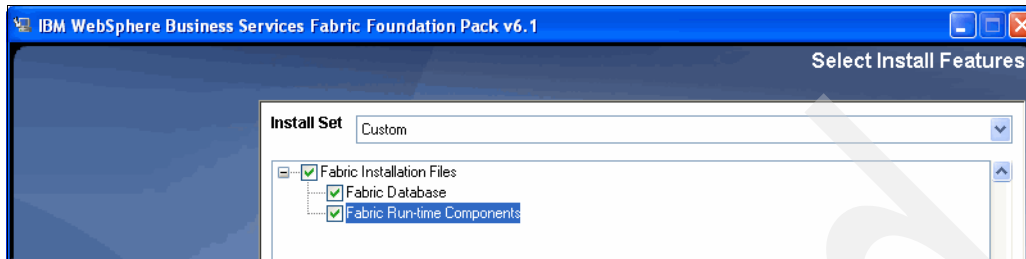 IBM WebSphere Business Services Fabric Foundation Pack v6.1
Select Install Features
Install Set Custom
Fabric Installation Files
Fabric Database
Fabric Run-time Components